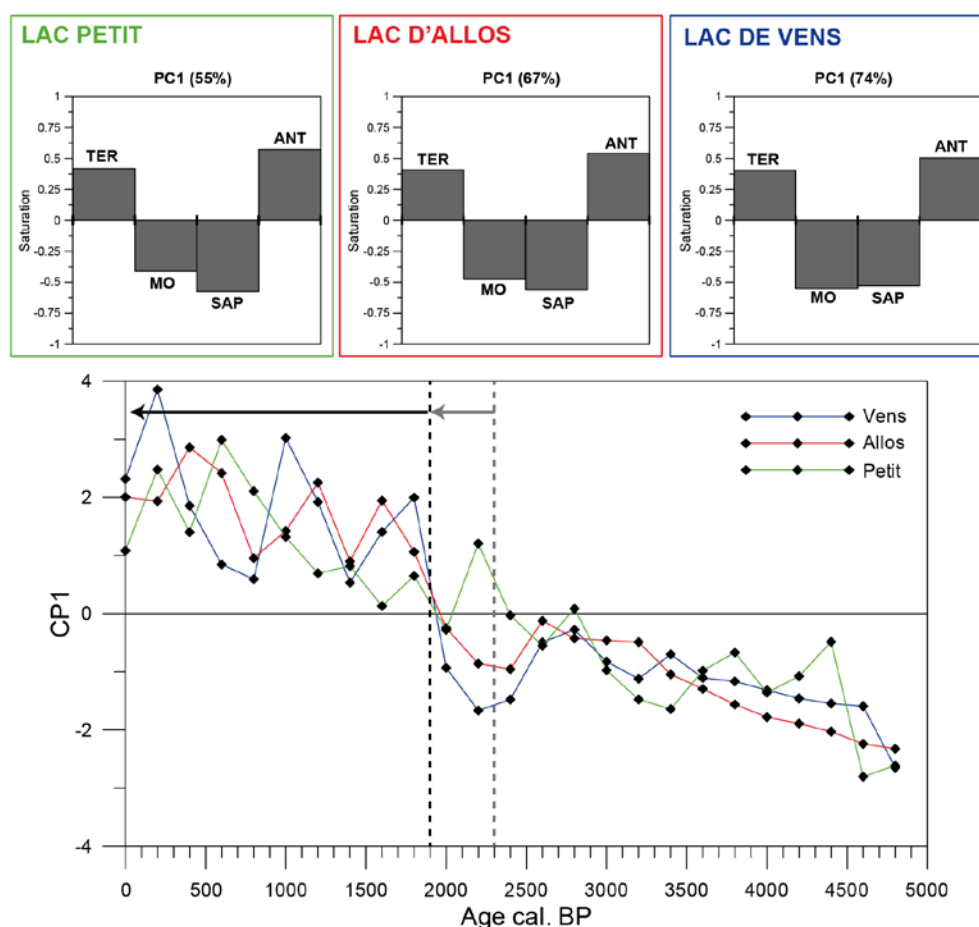 LAC PETIT
PC1 (55%)
1
0.75
0.5
0.25
0
-0.25
-0.5
-0.75
-1
Saturation
TER
MO
SAP
ANT
LAC D'ALLOS
PC1 (67%)
1
0.75
0.5
0.25
0
-0.25
-0.5
-0.75
-1
Saturation
TER
MO
SAP
ANT
LAC DE VENS
PC1 (74%)
1
0.75
0.5
0.25
0
-0.25
-0.5
-0.75
-1
Saturation
TER
MO
SAP
ANT
4
2
0
-2
-4
CP1
Vens
Allos
Petit
0 500 1000 1500 2000 2500 3000 3500 4000 4500 5000
Age cal. BP